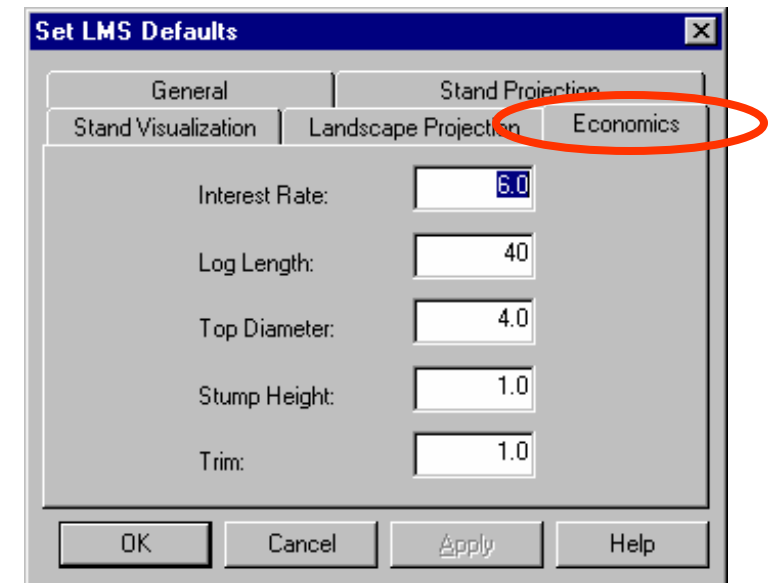 Set LMS Defaults
General Stand Projection
Stand Visualization Landscape Projection Economics
Interest Rate: 6.0
Log Length: 40
Top Diameter: 4.0
Stump Height: 1.0
Trim: 1.0
OK Cancel Apply Help